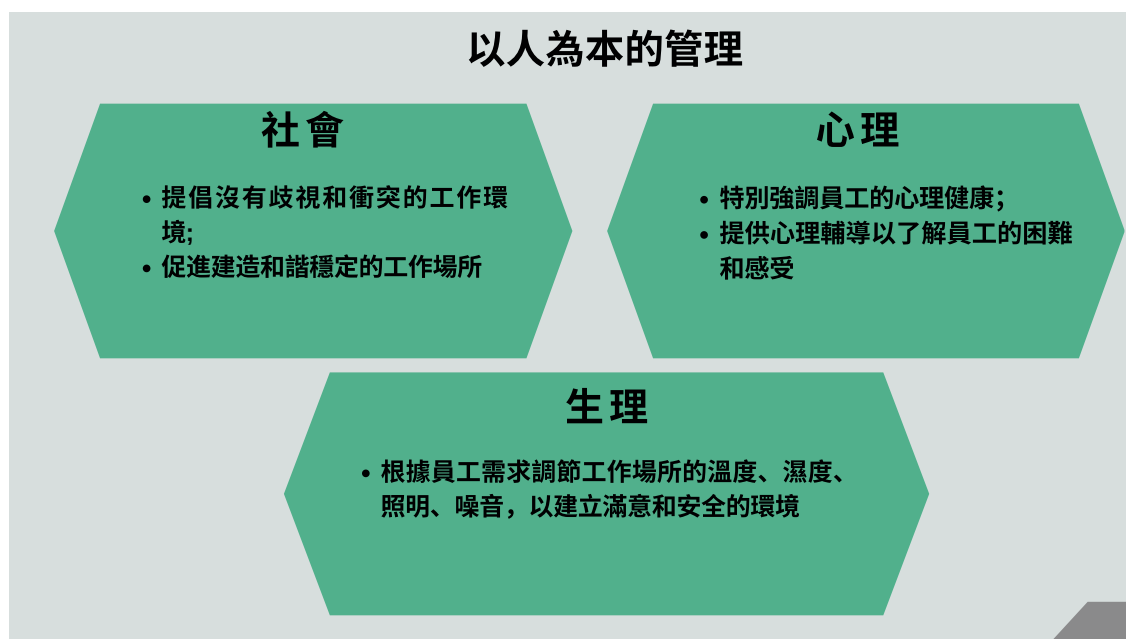 以人為本的管理
社會
• 提倡沒有歧視和衝突的工作環
境;
• 促進建造和諧穩定的工作場所
心理
• 特別強調員工的心理健康；
• 提供心理輔導以了解員工的困難
和感受
生理
• 根據員工需求調節工作場所的溫度、濕度、
照明、噪音，以建立滿意和安全的環境